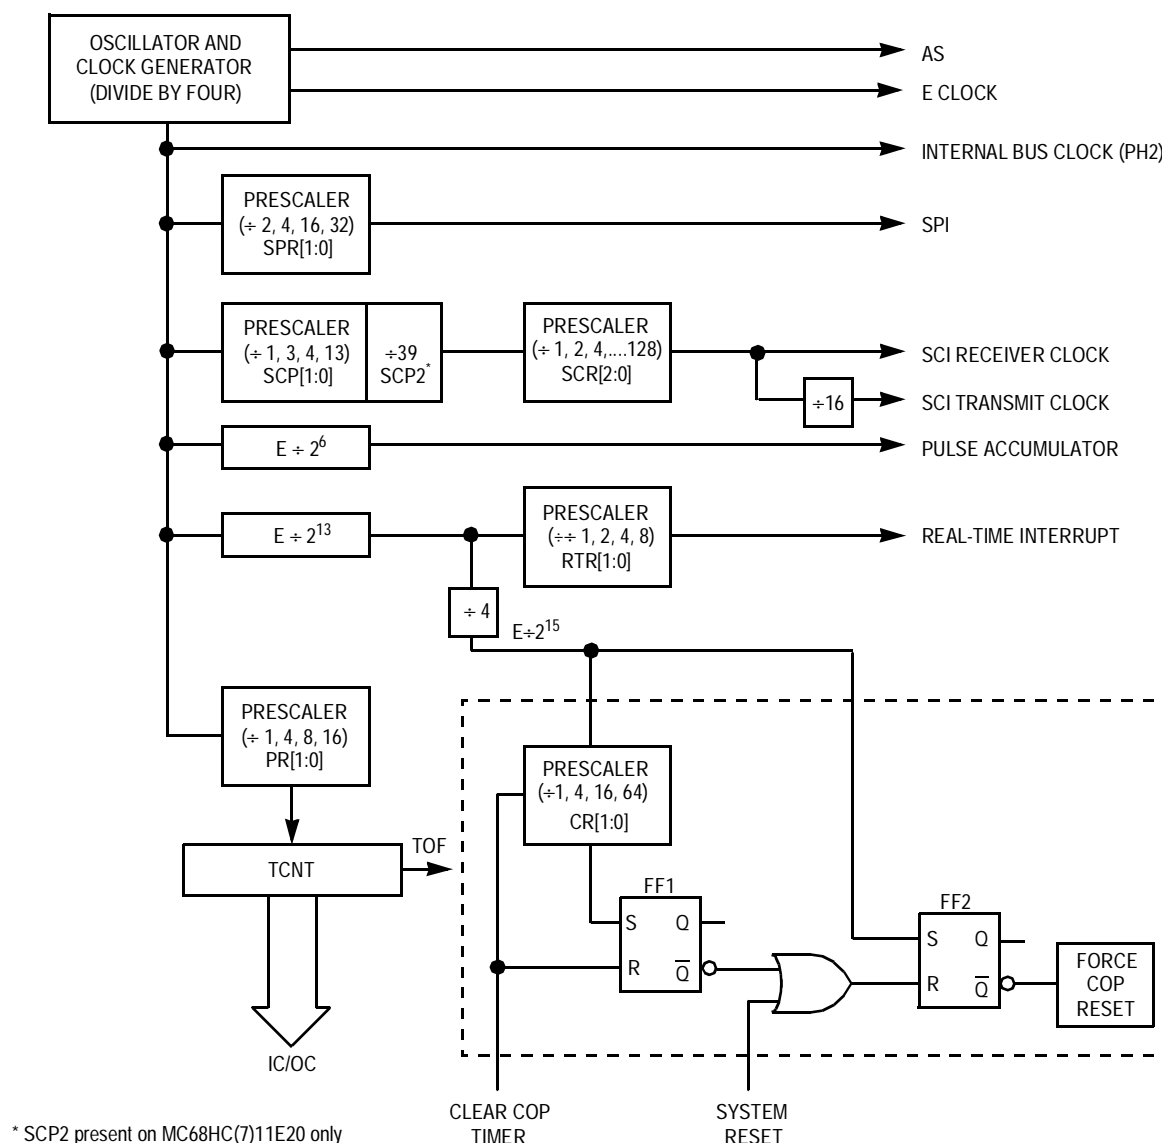 OSCILLATOR AND
CLOCK GENERATOR
(DIVIDE BY FOUR)
AS
E CLOCK
INTERNAL BUS CLOCK (PH2)
PRESCALER
(÷ 2, 4, 16, 32)
SPR[1:0]
SPI
PRESCALER
(÷ 1, 3, 4, 13)
SCP[1:0]
÷39
SCP2*
PRESCALER
(÷ 1, 2, 4,....128)
SCR[2:0]
SCI RECEIVER CLOCK
÷16
SCI TRANSMIT CLOCK
E ÷ 2⁶
PULSE ACCUMULATOR
E ÷ 2¹³
PRESCALER
(÷÷ 1, 2, 4, 8)
RTR[1:0]
REAL-TIME INTERRUPT
÷ 4
E÷2¹⁵
PRESCALER
(÷ 1, 4, 8, 16)
PR[1:0]
PRESCALER
(÷1, 4, 16, 64)
CR[1:0]
TCNT
TOF
FF1
S Q
R Q̅
FF2
S Q
R Q̅
FORCE
COP
RESET
IC/OC
CLEAR COP
TIMER
SYSTEM
RESET
* SCP2 present on MC68HC(7)11E20 only